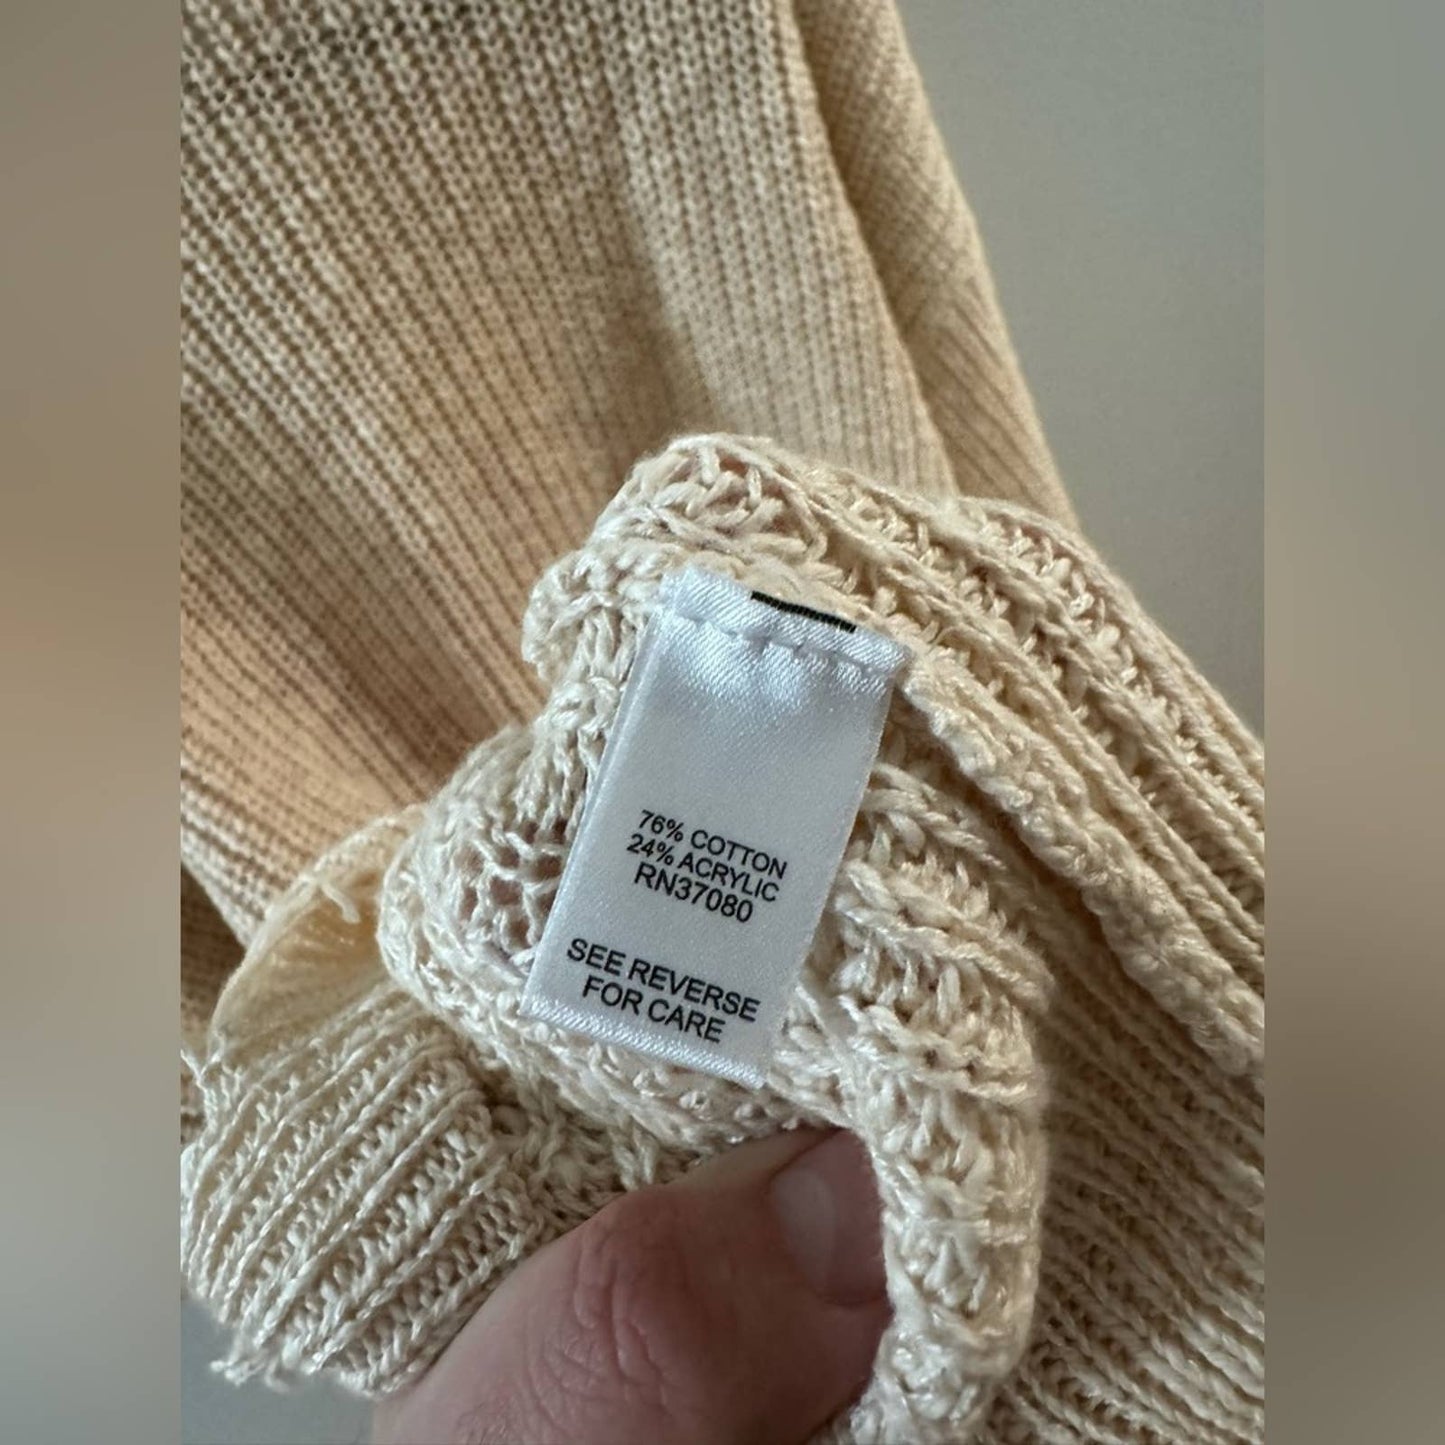 76% COTTON
24% ACRYLIC
RN37080
SEE REVERSE
FOR CARE